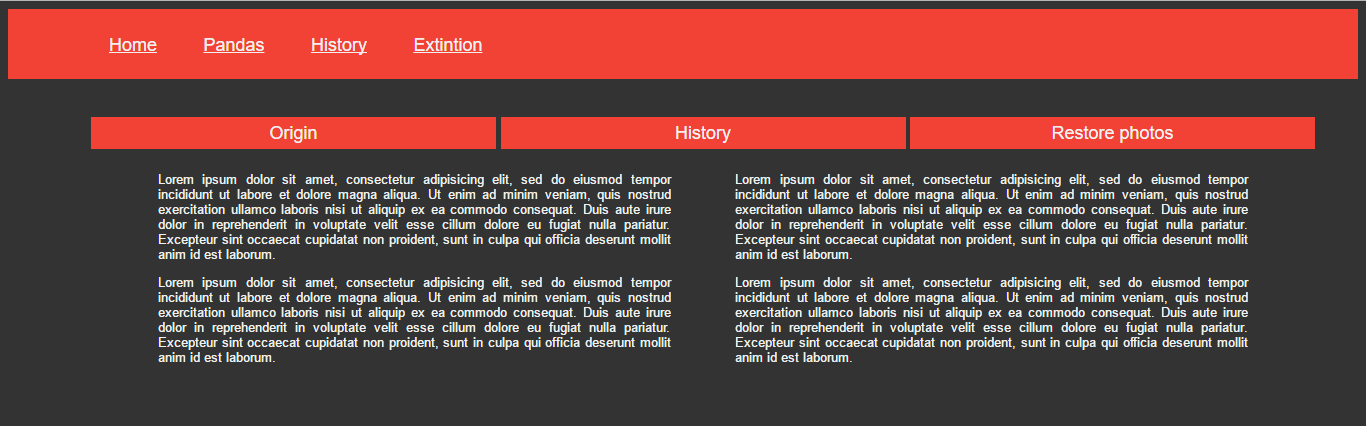 Home Pandas History Extintion
Origin History Restore photos
Lorem ipsum dolor sit amet, consectetur adipisicing elit, sed do eiusmod tempor
incididunt ut labore et dolore magna aliqua. Ut enim ad minim veniam, quis nostrud
exercitation ullamco laboris nisi ut aliquip ex ea commodo consequat. Duis aute irure
dolor in reprehenderit in voluptate velit esse cillum dolore eu fugiat nulla pariatur.
Excepteur sint occaecat cupidatat non proident, sunt in culpa qui officia deserunt mollit
anim id est laborum.
Lorem ipsum dolor sit amet, consectetur adipisicing elit, sed do eiusmod tempor
incididunt ut labore et dolore magna aliqua. Ut enim ad minim veniam, quis nostrud
exercitation ullamco laboris nisi ut aliquip ex ea commodo consequat. Duis aute irure
dolor in reprehenderit in voluptate velit esse cillum dolore eu fugiat nulla pariatur.
Excepteur sint occaecat cupidatat non proident, sunt in culpa qui officia deserunt mollit
anim id est laborum.
Lorem ipsum dolor sit amet, consectetur adipisicing elit, sed do eiusmod tempor
incididunt ut labore et dolore magna aliqua. Ut enim ad minim veniam, quis nostrud
exercitation ullamco laboris nisi ut aliquip ex ea commodo consequat. Duis aute irure
dolor in reprehenderit in voluptate velit esse cillum dolore eu fugiat nulla pariatur.
Excepteur sint occaecat cupidatat non proident, sunt in culpa qui officia deserunt mollit
anim id est laborum.
Lorem ipsum dolor sit amet, consectetur adipisicing elit, sed do eiusmod tempor
incididunt ut labore et dolore magna aliqua. Ut enim ad minim veniam, quis nostrud
exercitation ullamco laboris nisi ut aliquip ex ea commodo consequat. Duis aute irure
dolor in reprehenderit in voluptate velit esse cillum dolore eu fugiat nulla pariatur.
Excepteur sint occaecat cupidatat non proident, sunt in culpa qui officia deserunt mollit
anim id est laborum.